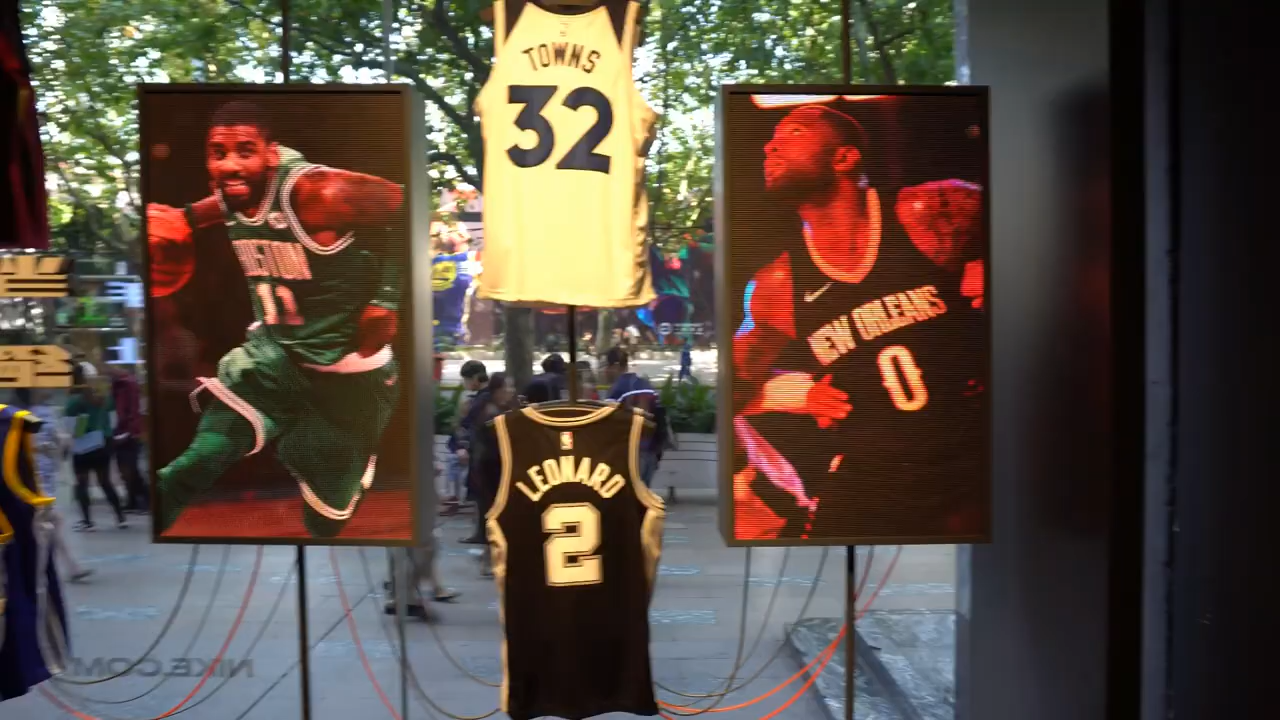 TOWNS
32
BOSTON
11
NEW ORLEANS
0
LEONARD
2
NIKE.COM